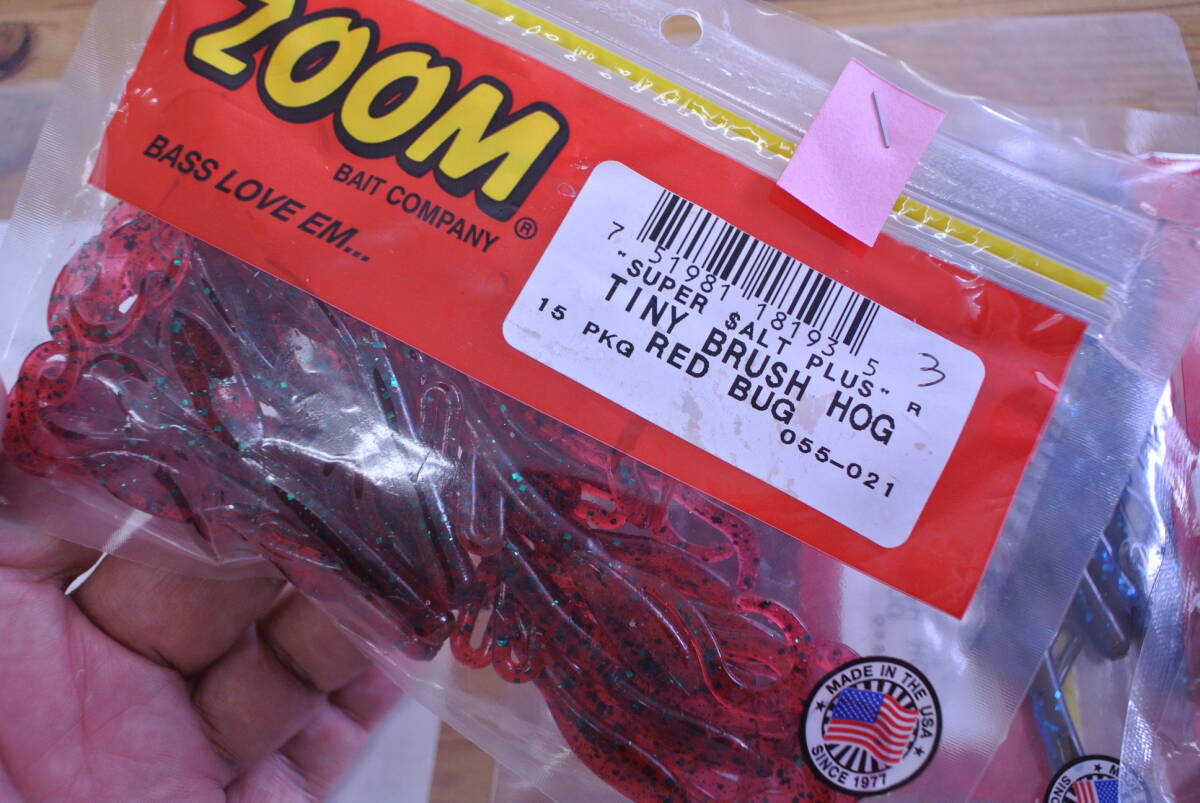 ZOOM®
BAIT COMPANY
BASS LOVE EM...
7 51981 18193 5
"SUPER $ALT PLUS" R
TINY BRUSH HOG
15 PKQ RED BUG
055-021
3
★ MADE IN THE USA ★
SINCE 1977